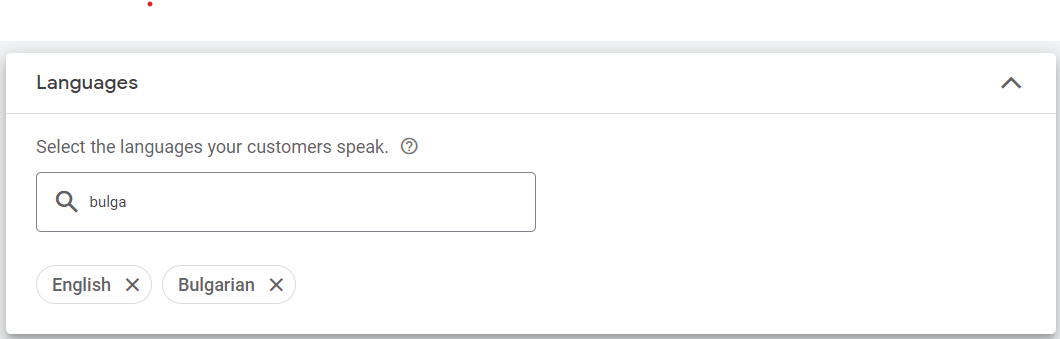 Languages
Select the languages your customers speak.
bulga
English Bulgarian